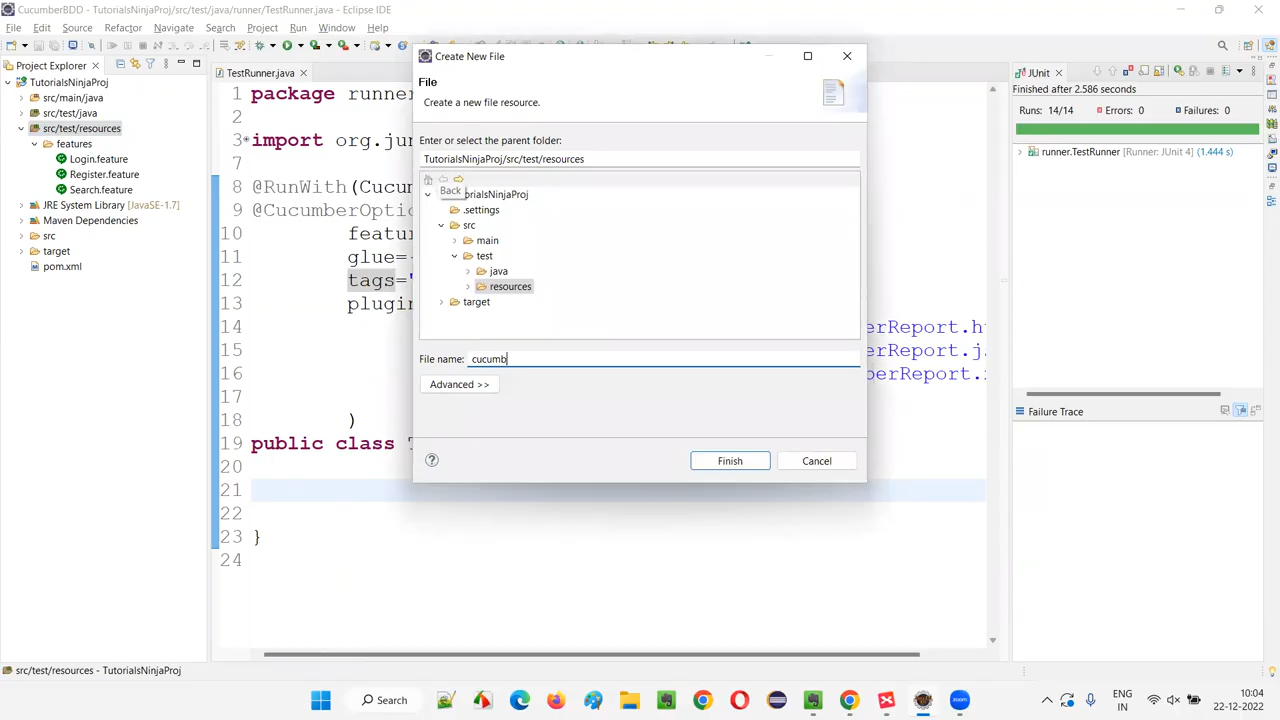 CucumberBDD - TutorialsNinjaProj/src/test/java/runner/TestRunner.java - Eclipse IDE
File Edit Source Refactor Navigate Search Project Run Window Help
Project Explorer
TutorialsNinjaProj
src/main/java
src/test/java
src/test/resources
features
Login.feature
Register.feature
Search.feature
JRE System Library [JavaSE-1.7]
Maven Dependencies
src
target
pom.xml
TestRunner.java
1 package runner
2
3 import org.jun
7
8 @RunWith(Cucum
9 @CucumberOptio
10 featur
11 glue={
12 tags="
13 plugin
14 erReport.ht
15 erReport.j
16 erReport.x
17
18 )
19 public class T
20
21
22
23 }
24
Create New File
File
Create a new file resource.
Enter or select the parent folder:
TutorialsNinjaProj/src/test/resources
Back
orialsNinjaProj
.settings
src
main
test
java
resources
target
File name: cucumb
Advanced >>
Finish Cancel
JUnit
Finished after 2.586 seconds
Runs: 14/14 Errors: 0 Failures: 0
runner.TestRunner [Runner: JUnit 4] (1.444 s)
Failure Trace
src/test/resources - TutorialsNinjaProj
Search
ENG
IN
10:04
22-12-2022